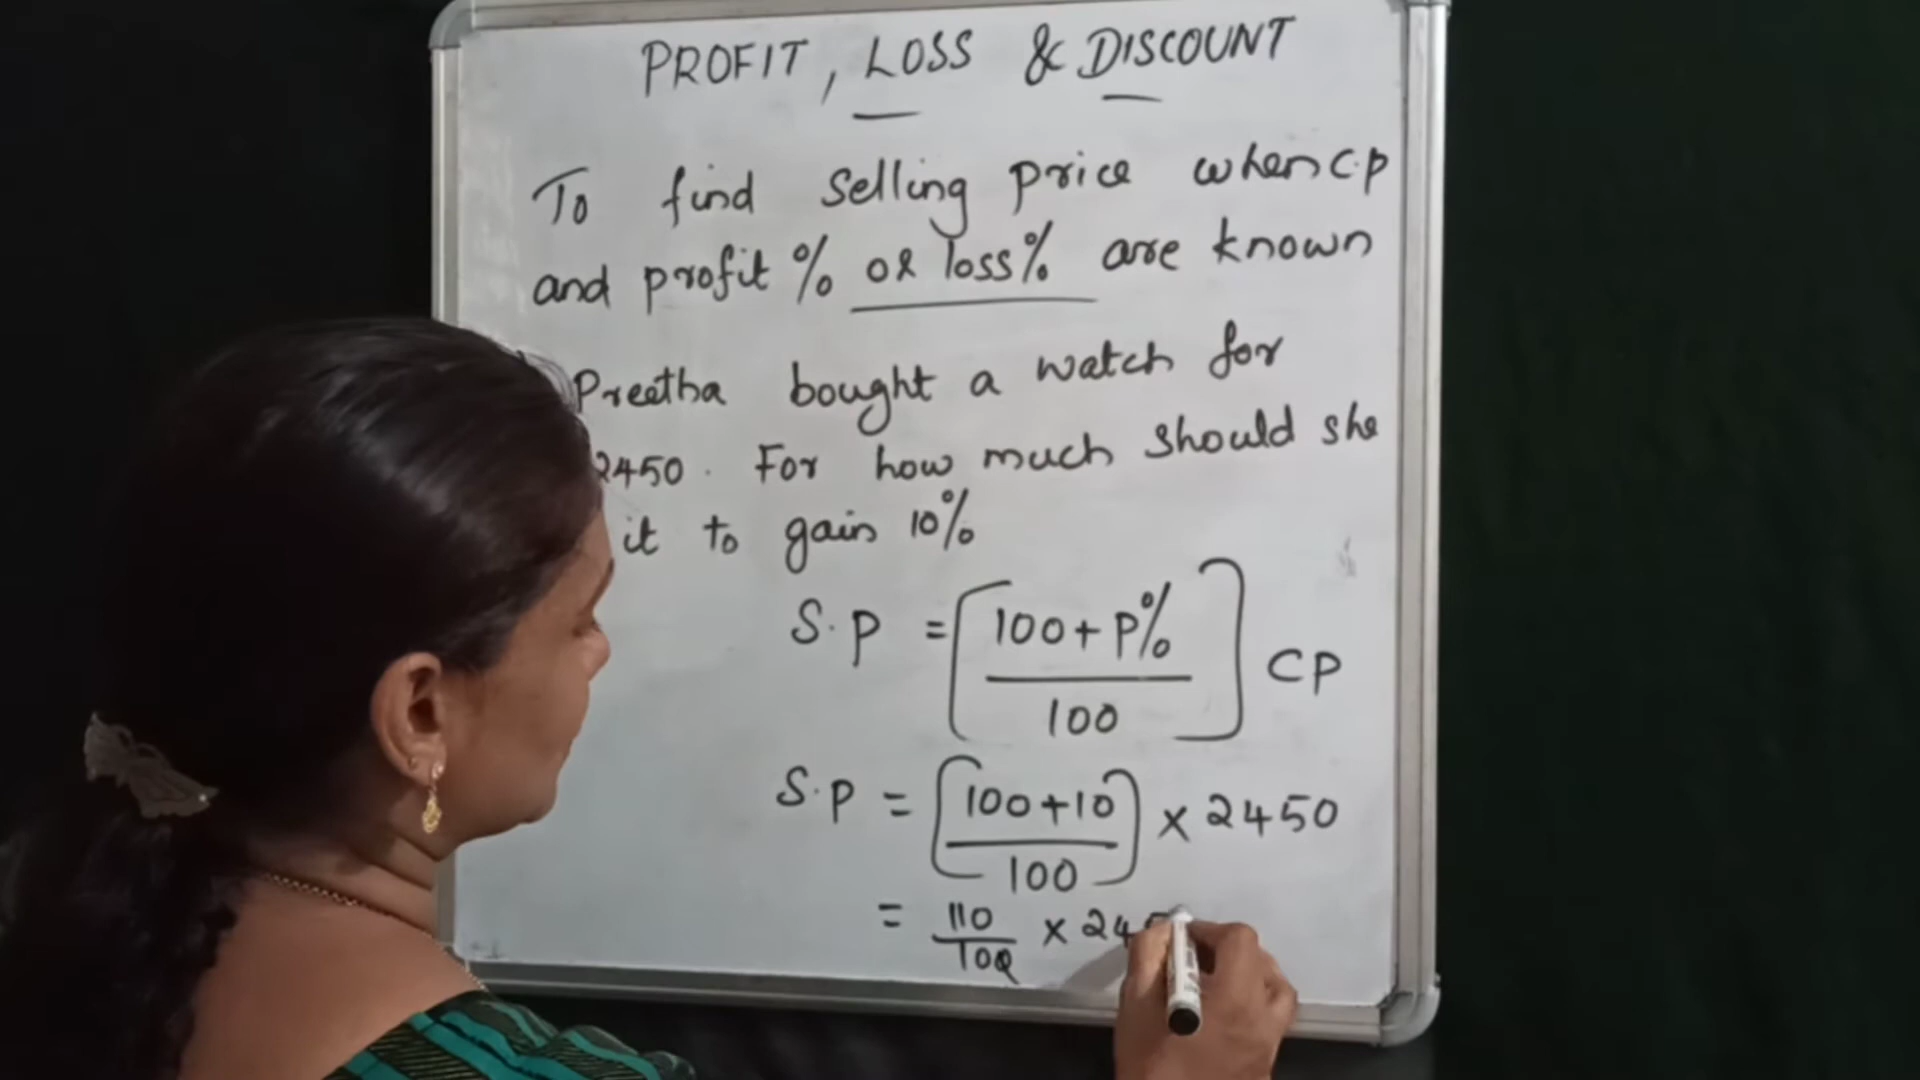 PROFIT, LOSS & DISCOUNT
To find Selling price when C.P
and profit % OR loss% are known
Preetha bought a watch for
2450. For how much should she
it to gain 10%
S.P = [100+P%
100] CP
S.P = [100+10
100] × 2450
= 110
100 × 245